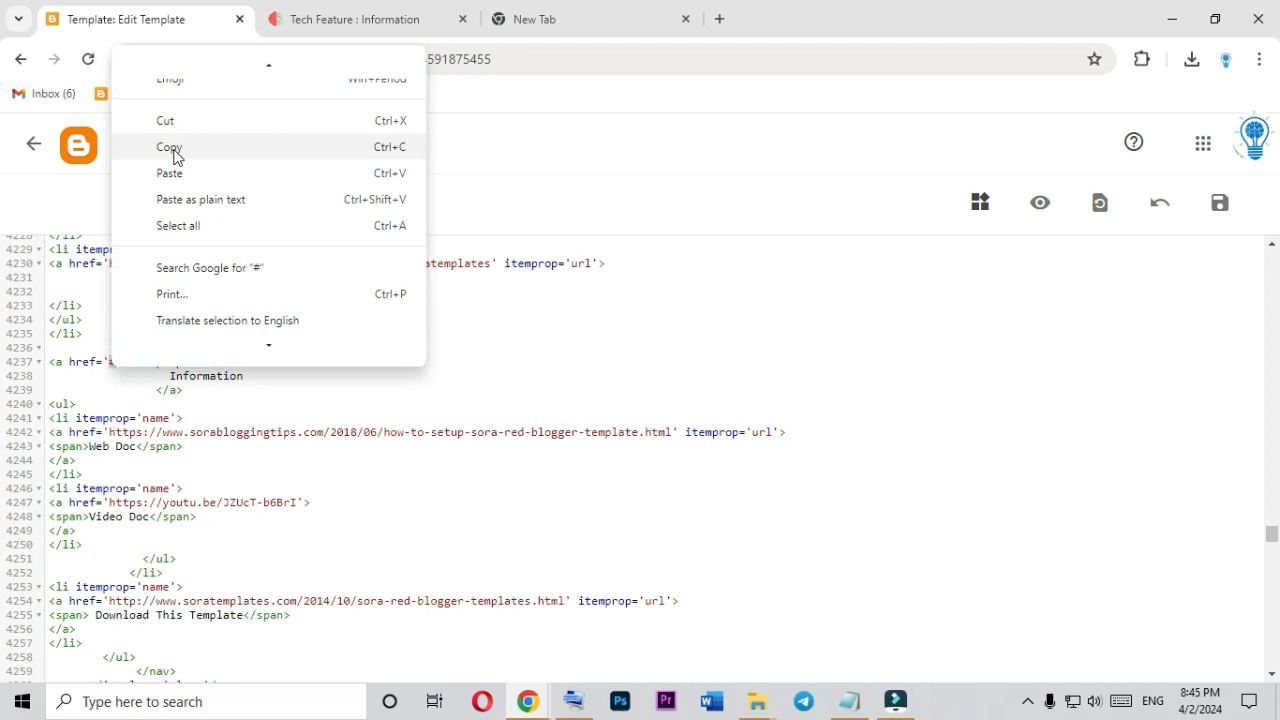 Template: Edit Template
Tech Feature : Information
New Tab
591875455
Inbox (6)
Emoji Win+Period
Cut Ctrl+X
Copy Ctrl+C
Paste Ctrl+V
Paste as plain text Ctrl+Shift+V
Select all Ctrl+A
Search Google for "#"
Print... Ctrl+P
Translate selection to English
4228 </li>
4229 <li itemp
4230 <a href=' atemplates' itemprop='url'>
4231
4232
4233 </li>
4234 </ul>
4235 </li>
4236
4237 <a href='
4238 Information
4239 </a>
4240 <ul>
4241 <li itemprop='name'>
4242 <a href='https://www.sorabloggingtips.com/2018/06/how-to-setup-sora-red-blogger-template.html' itemprop='url'>
4243 <span>Web Doc</span>
4244 </a>
4245 </li>
4246 <li itemprop='name'>
4247 <a href='https://youtu.be/JZUcT-b6BrI'>
4248 <span>Video Doc</span>
4249 </a>
4250 </li>
4251 </ul>
4252 </li>
4253 <li itemprop='name'>
4254 <a href='http://www.soratemplates.com/2014/10/sora-red-blogger-templates.html' itemprop='url'>
4255 <span> Download This Template</span>
4256 </a>
4257 </li>
4258 </ul>
4259 </nav>
Type here to search
ENG
8:45 PM
4/2/2024